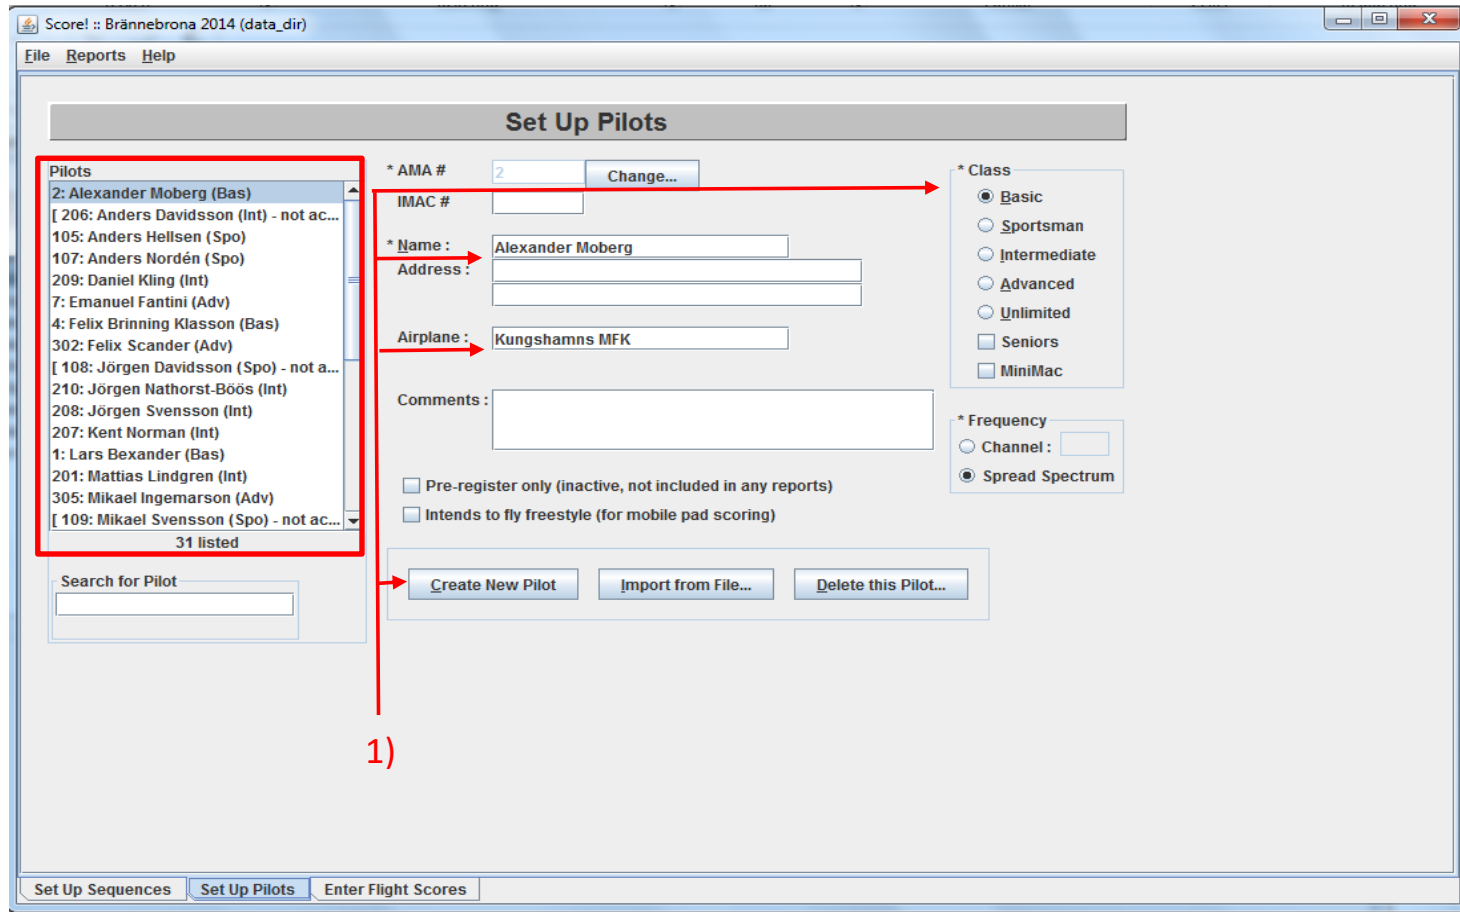 Score! :: Brännebrona 2014 (data_dir)
File Reports Help
Set Up Pilots
Pilots
2: Alexander Moberg (Bas)
[ 206: Anders Davidsson (Int) - not ac...
105: Anders Hellsen (Spo)
107: Anders Nordén (Spo)
209: Daniel Kling (Int)
7: Emanuel Fantini (Adv)
4: Felix Brinning Klasson (Bas)
302: Felix Scander (Adv)
[ 108: Jörgen Davidsson (Spo) - not a...
210: Jörgen Nathorst-Böös (Int)
208: Jörgen Svensson (Int)
207: Kent Norman (Int)
1: Lars Bexander (Bas)
201: Mattias Lindgren (Int)
305: Mikael Ingemarson (Adv)
[ 109: Mikael Svensson (Spo) - not ac...
31 listed
Search for Pilot
* AMA # 2 Change...
IMAC #
* Name : Alexander Moberg
Address :
Airplane : Kungshamns MFK
Comments :
Pre-register only (inactive, not included in any reports)
Intends to fly freestyle (for mobile pad scoring)
Create New Pilot Import from File... Delete this Pilot...
* Class
Basic
Sportsman
Intermediate
Advanced
Unlimited
Seniors
MiniMac
* Frequency
Channel :
Spread Spectrum
1)
Set Up Sequences Set Up Pilots Enter Flight Scores